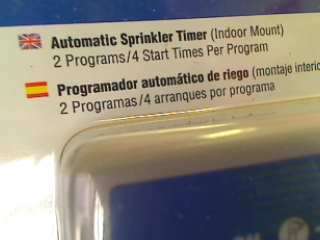 Automatic Sprinkler Timer (Indoor Mount)
2 Programs/4 Start Times Per Program
Programador automático de riego (montaje interio
2 Programas/4 arranques por programa